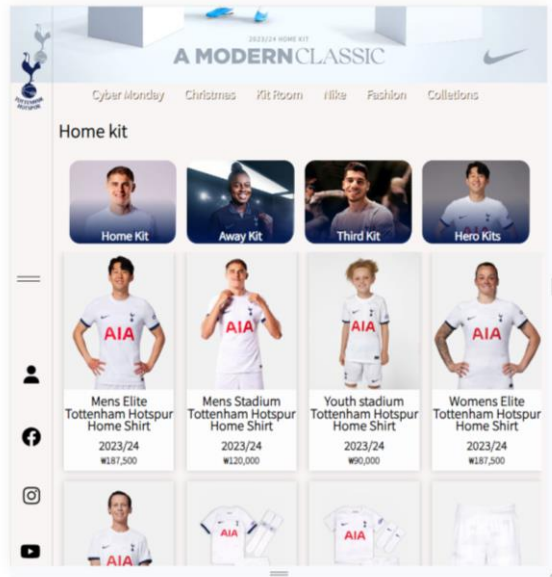 2023/24 HOME KIT
A MODERN CLASSIC
TOTTENHAM
HOTSPUR
Cyber Monday Christmas Kit Room Nike Fashion Colletions
Home kit
Home Kit Away Kit Third Kit Hero Kits
AIA AIA AIA AIA
Mens Elite
Tottenham Hotspur
Home Shirt
2023/24
₩187,500
Mens Stadium
Tottenham Hotspur
Home Shirt
2023/24
₩120,000
Youth stadium
Tottenham Hotspur
Home Shirt
2023/24
₩90,000
Womens Elite
Tottenham Hotspur
Home Shirt
2023/24
₩187,500
AIA AIA AIA